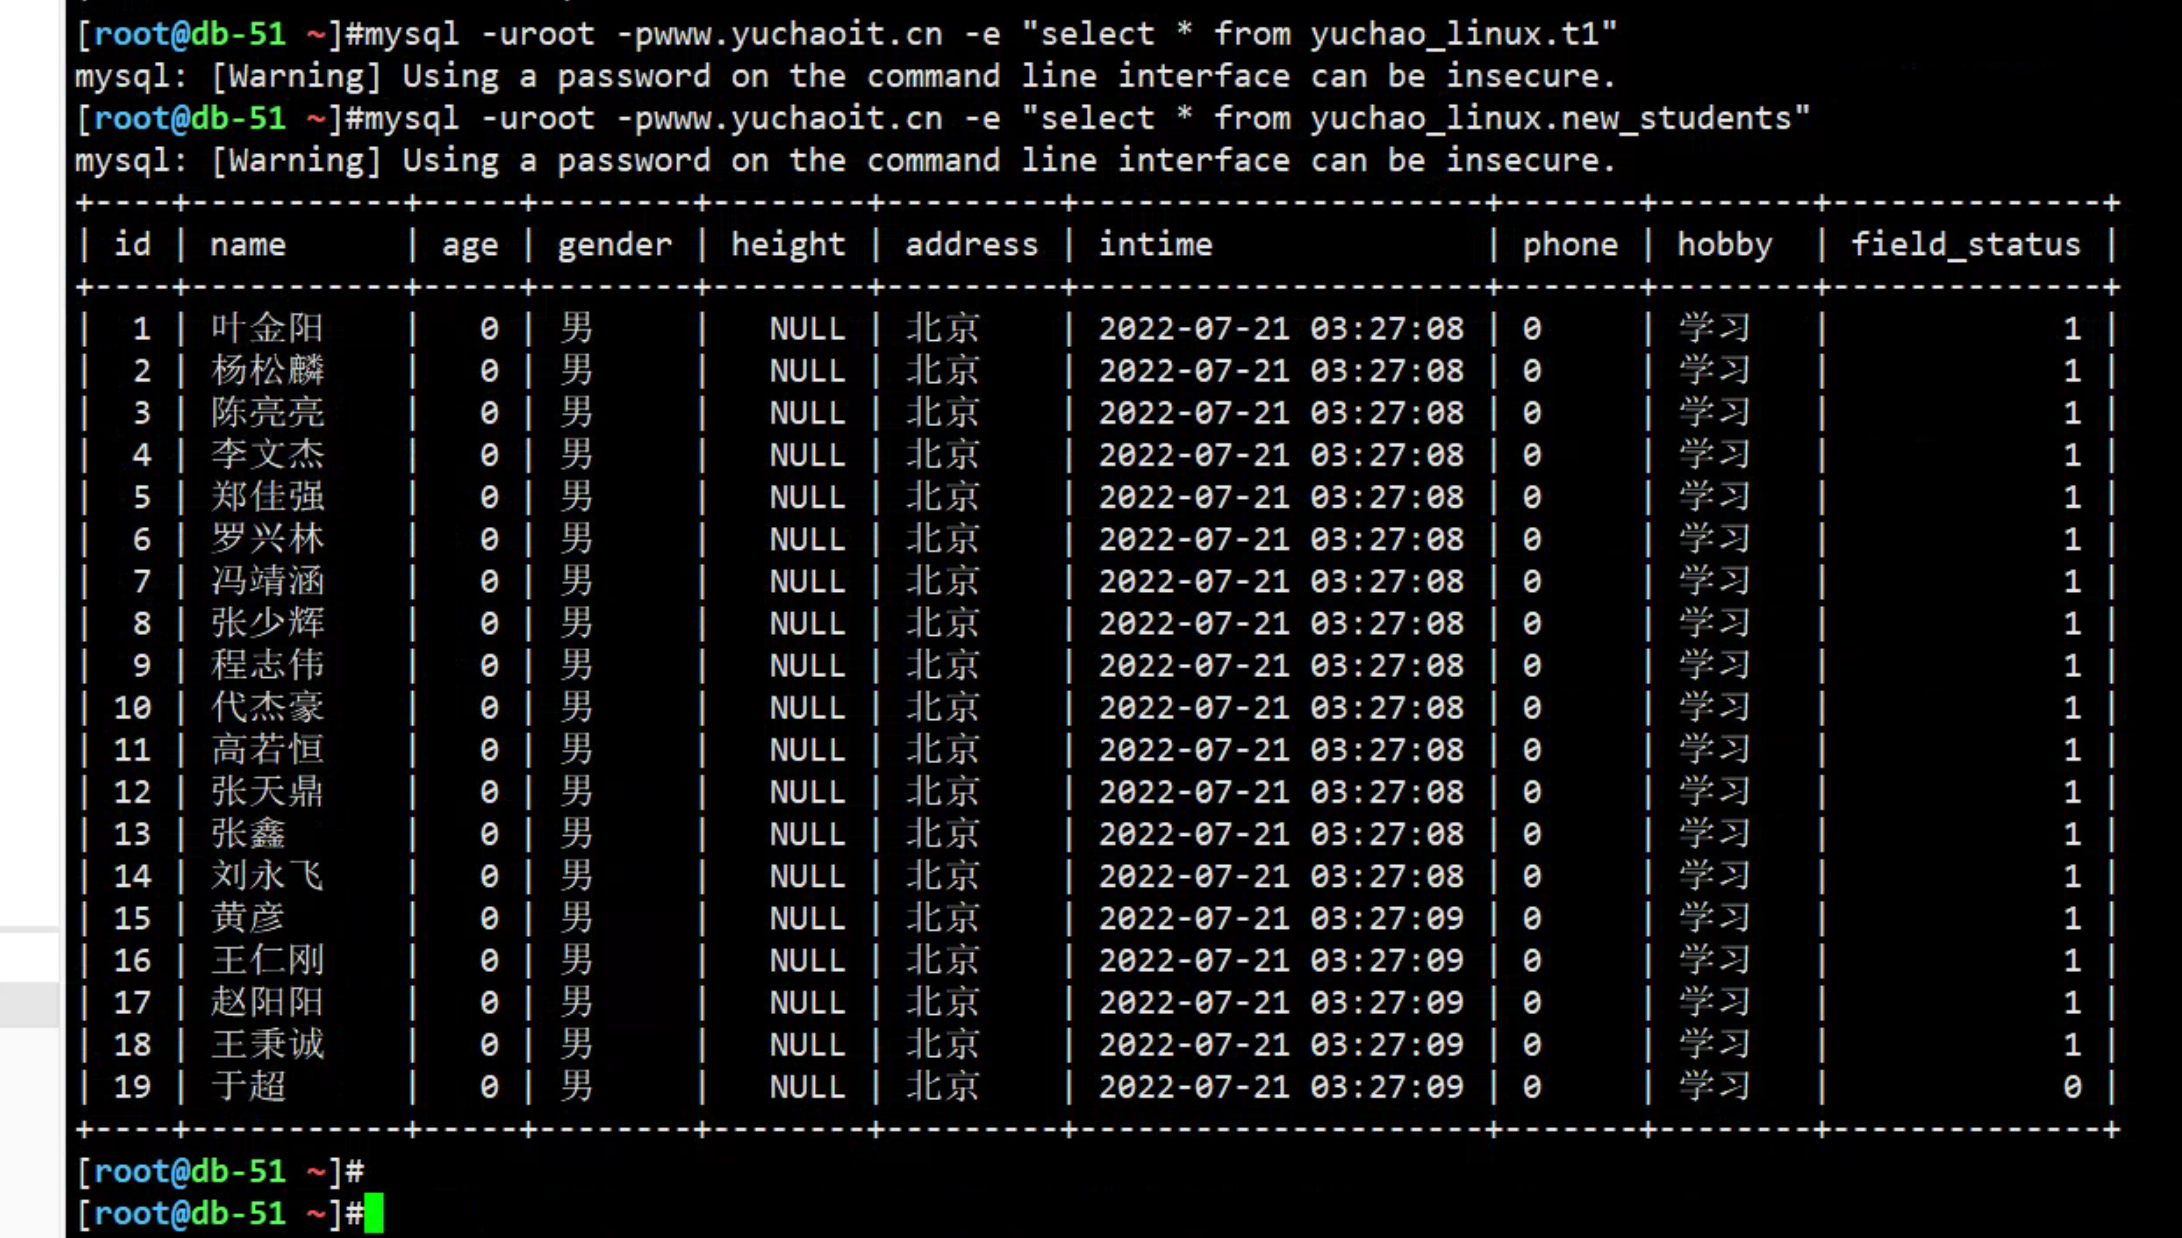 [root@db-51 ~]#mysql -uroot -pwww.yuchaoit.cn -e "select * from yuchao_linux.t1"
mysql: [Warning] Using a password on the command line interface can be insecure.
[root@db-51 ~]#mysql -uroot -pwww.yuchaoit.cn -e "select * from yuchao_linux.new_students"
mysql: [Warning] Using a password on the command line interface can be insecure.
+----+-----------+-----+--------+--------+---------+---------------------+-------+--------+--------------+
| id | name | age | gender | height | address | intime | phone | hobby | field_status |
+----+-----------+-----+--------+--------+---------+---------------------+-------+--------+--------------+
| 1 | 叶金阳 | 0 | 男 | NULL | 北京 | 2022-07-21 03:27:08 | 0 | 学习 | 1 |
| 2 | 杨松麟 | 0 | 男 | NULL | 北京 | 2022-07-21 03:27:08 | 0 | 学习 | 1 |
| 3 | 陈亮亮 | 0 | 男 | NULL | 北京 | 2022-07-21 03:27:08 | 0 | 学习 | 1 |
| 4 | 李文杰 | 0 | 男 | NULL | 北京 | 2022-07-21 03:27:08 | 0 | 学习 | 1 |
| 5 | 郑佳强 | 0 | 男 | NULL | 北京 | 2022-07-21 03:27:08 | 0 | 学习 | 1 |
| 6 | 罗兴林 | 0 | 男 | NULL | 北京 | 2022-07-21 03:27:08 | 0 | 学习 | 1 |
| 7 | 冯靖涵 | 0 | 男 | NULL | 北京 | 2022-07-21 03:27:08 | 0 | 学习 | 1 |
| 8 | 张少辉 | 0 | 男 | NULL | 北京 | 2022-07-21 03:27:08 | 0 | 学习 | 1 |
| 9 | 程志伟 | 0 | 男 | NULL | 北京 | 2022-07-21 03:27:08 | 0 | 学习 | 1 |
| 10 | 代杰豪 | 0 | 男 | NULL | 北京 | 2022-07-21 03:27:08 | 0 | 学习 | 1 |
| 11 | 高若恒 | 0 | 男 | NULL | 北京 | 2022-07-21 03:27:08 | 0 | 学习 | 1 |
| 12 | 张天鼎 | 0 | 男 | NULL | 北京 | 2022-07-21 03:27:08 | 0 | 学习 | 1 |
| 13 | 张鑫 | 0 | 男 | NULL | 北京 | 2022-07-21 03:27:08 | 0 | 学习 | 1 |
| 14 | 刘永飞 | 0 | 男 | NULL | 北京 | 2022-07-21 03:27:08 | 0 | 学习 | 1 |
| 15 | 黄彦 | 0 | 男 | NULL | 北京 | 2022-07-21 03:27:09 | 0 | 学习 | 1 |
| 16 | 王仁刚 | 0 | 男 | NULL | 北京 | 2022-07-21 03:27:09 | 0 | 学习 | 1 |
| 17 | 赵阳阳 | 0 | 男 | NULL | 北京 | 2022-07-21 03:27:09 | 0 | 学习 | 1 |
| 18 | 王秉诚 | 0 | 男 | NULL | 北京 | 2022-07-21 03:27:09 | 0 | 学习 | 1 |
| 19 | 于超 | 0 | 男 | NULL | 北京 | 2022-07-21 03:27:09 | 0 | 学习 | 0 |
+----+-----------+-----+--------+--------+---------+---------------------+-------+--------+--------------+
[root@db-51 ~]#
[root@db-51 ~]#